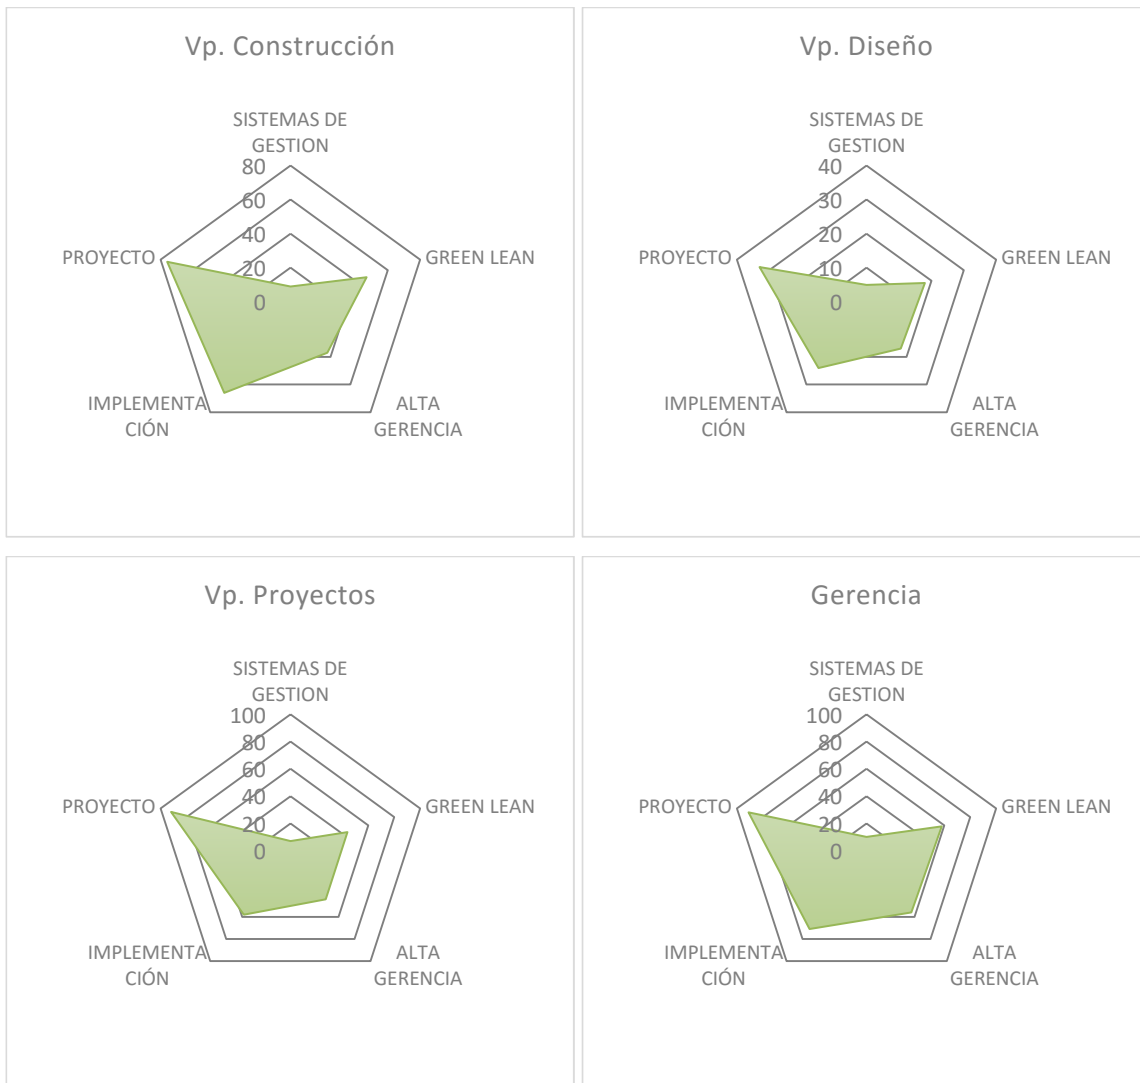 Vp. Construcción
SISTEMAS DE
GESTION
80
60
40
20
0
PROYECTO
GREEN LEAN
IMPLEMENTA
CIÓN
ALTA
GERENCIA
Vp. Diseño
SISTEMAS DE
GESTION
40
30
20
10
0
PROYECTO
GREEN LEAN
IMPLEMENTA
CIÓN
ALTA
GERENCIA
Vp. Proyectos
SISTEMAS DE
GESTION
100
80
60
40
20
0
PROYECTO
GREEN LEAN
IMPLEMENTA
CIÓN
ALTA
GERENCIA
Gerencia
SISTEMAS DE
GESTION
100
80
60
40
20
0
PROYECTO
GREEN LEAN
IMPLEMENTA
CIÓN
ALTA
GERENCIA